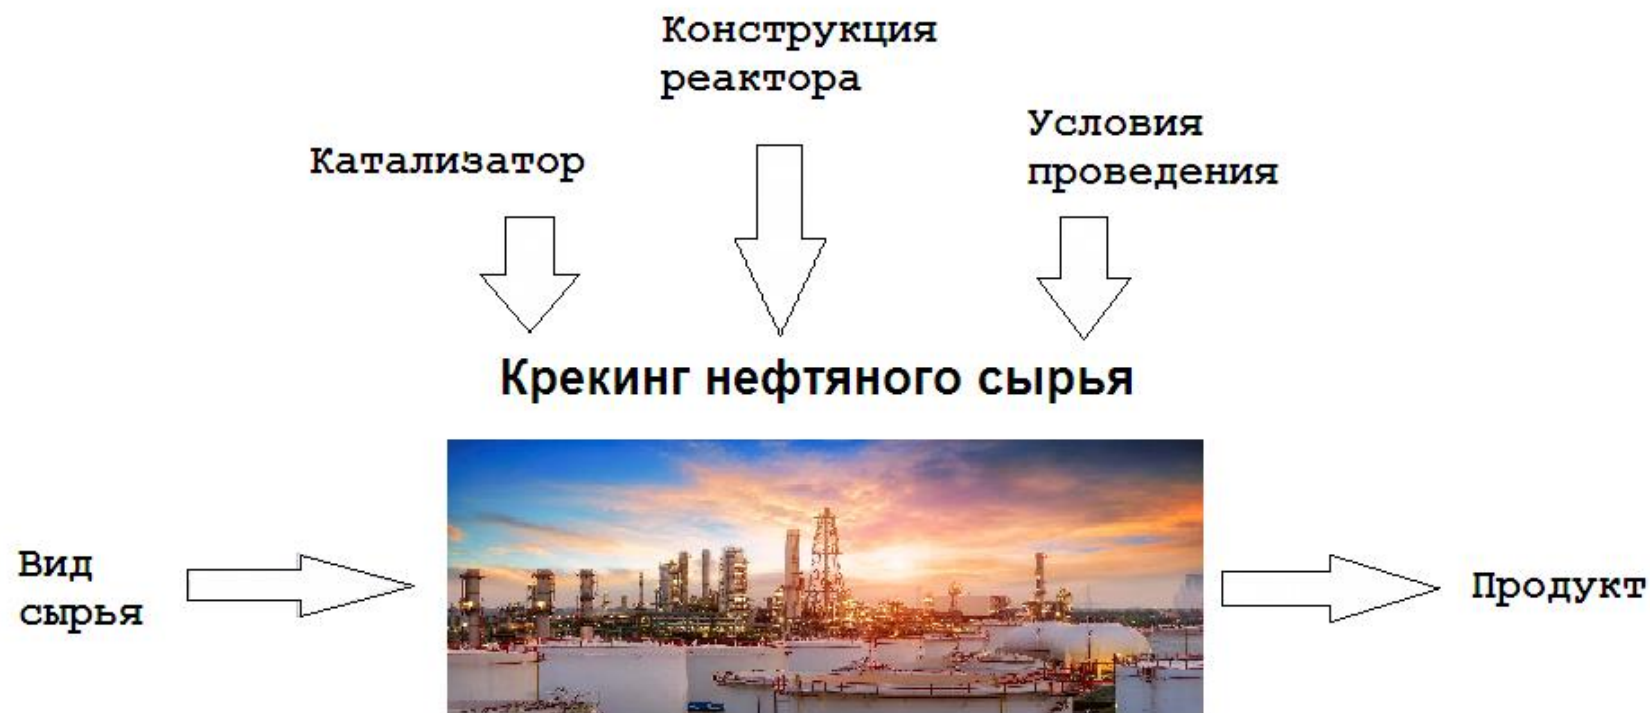 Конструкция
реактора
Условия
проведения
Катализатор
Крекинг нефтяного сырья
Вид
сырья
Продукт